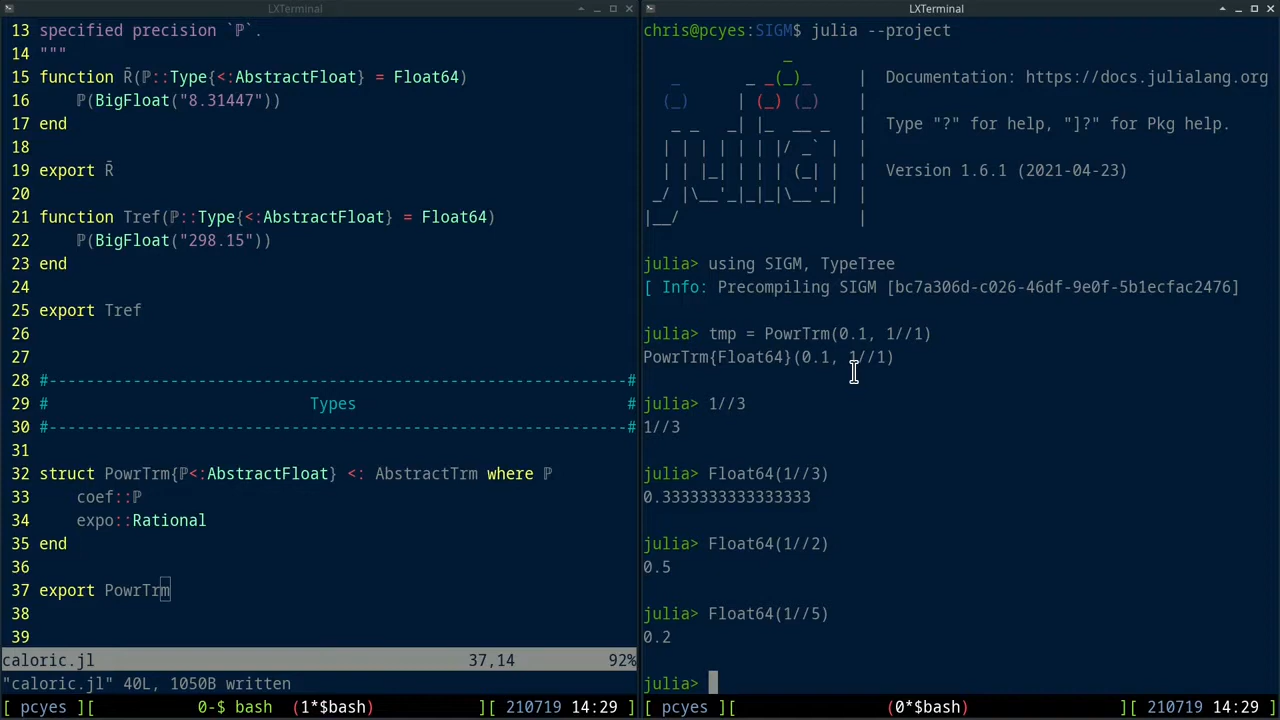 LXTerminal
13 specified precision `ℙ`.
14 """
15 function R̄(ℙ::Type{<:AbstractFloat} = Float64)
16     ℙ(BigFloat("8.31447"))
17 end
18
19 export R̄
20
21 function Tref(ℙ::Type{<:AbstractFloat} = Float64)
22     ℙ(BigFloat("298.15"))
23 end
24
25 export Tref
26
27
28 #--------------------------------------------------------------#
29 #                            Types                             #
30 #--------------------------------------------------------------#
31
32 struct PowrTrm{ℙ<:AbstractFloat} <: AbstractTrm where ℙ
33     coef::ℙ
34     expo::Rational
35 end
36
37 export PowrTrm
38
39
caloric.jl                                        37,14          92%
"caloric.jl" 40L, 1050B written
[ pcyes ][           0-$ bash  (1*$bash)           ][ 210719 14:29 ]
LXTerminal
chris@pcyes:SIGM$ julia --project
               _
   _       _ _(_)_     |  Documentation: https://docs.julialang.org
  (_)     | (_) (_)    |
   _ _   _| |_  __ _   |  Type "?" for help, "]?" for Pkg help.
  | | | | | | |/ _` |  |
  | | |_| | | | (_| |  |  Version 1.6.1 (2021-04-23)
 _/ |\__'_|_|_|\__'_|  |
|__/                   |
julia> using SIGM, TypeTree
[ Info: Precompiling SIGM [bc7a306d-c026-46df-9e0f-5b1ecfac2476]
julia> tmp = PowrTrm(0.1, 1//1)
PowrTrm{Float64}(0.1, 1//1)
julia> 1//3
1//3
julia> Float64(1//3)
0.3333333333333333
julia> Float64(1//2)
0.5
julia> Float64(1//5)
0.2
julia>
[ pcyes ][                (0*$bash)                ][ 210719 14:29 ]